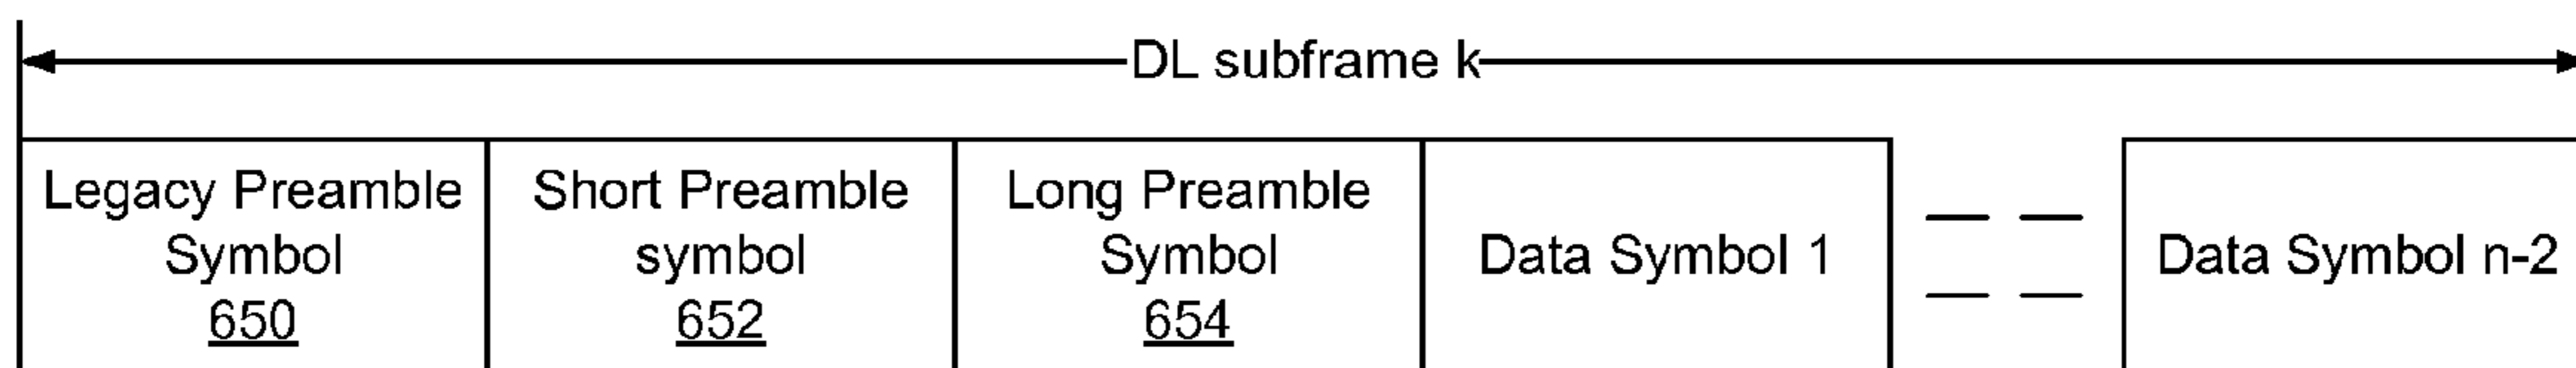 DL subframe k
Legacy Preamble
Symbol
650
Short Preamble
symbol
652
Long Preamble
Symbol
654
Data Symbol 1
Data Symbol n-2